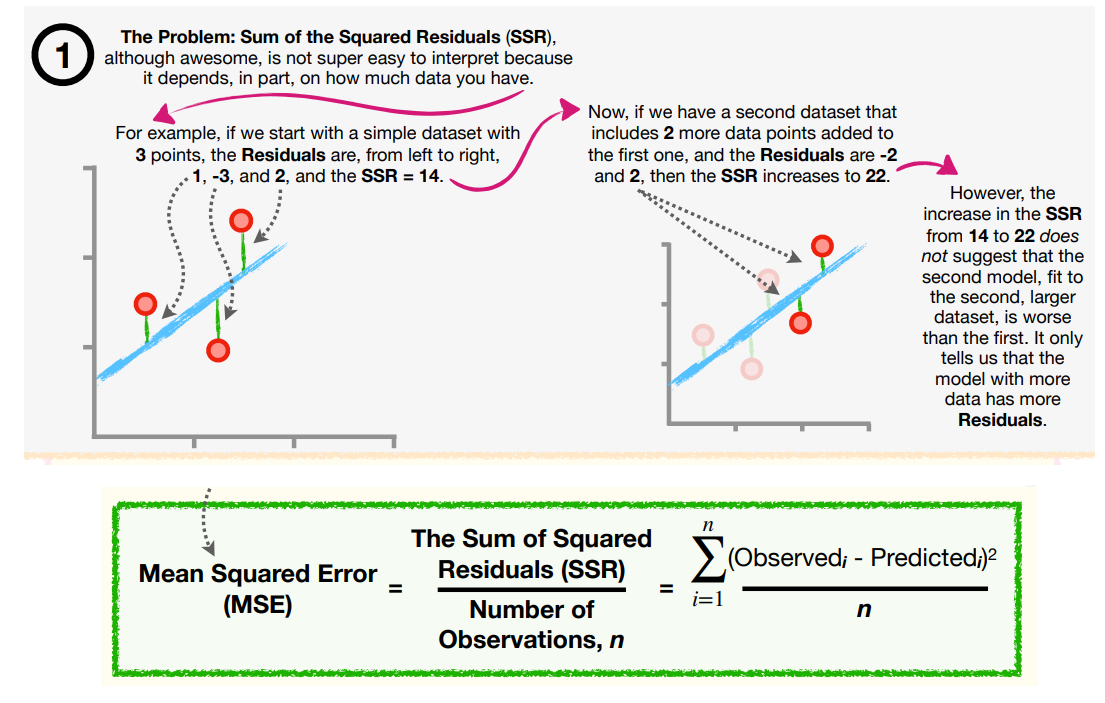 1
The Problem: Sum of the Squared Residuals (SSR),
although awesome, is not super easy to interpret because
it depends, in part, on how much data you have.
For example, if we start with a simple dataset with
3 points, the Residuals are, from left to right,
1, -3, and 2, and the SSR = 14.
Now, if we have a second dataset that
includes 2 more data points added to
the first one, and the Residuals are -2
and 2, then the SSR increases to 22.
However, the
increase in the SSR
from 14 to 22 does
not suggest that the
second model, fit to
the second, larger
dataset, is worse
than the first. It only
tells us that the
model with more
data has more
Residuals.
Mean Squared Error
(MSE)
=
The Sum of Squared
Residuals (SSR)
Number of
Observations, n
=
n
∑
i=1
(Observedi - Predictedi)²
n